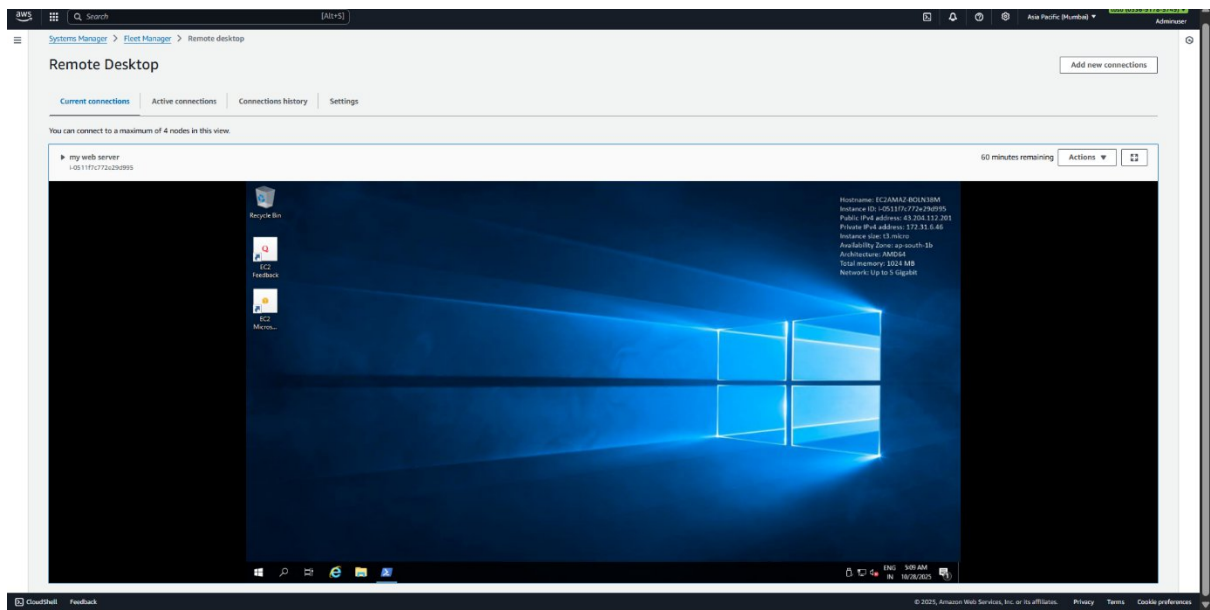 aws
Search
[Alt+S]
Asia Pacific (Mumbai)
Adminuser
Systems Manager > Fleet Manager > Remote desktop
Remote Desktop
Add new connections
Current connections
Active connections
Connections history
Settings
You can connect to a maximum of 4 nodes in this view.
my web server
i-0511f7c772e29d995
60 minutes remaining
Actions
Recycle Bin
EC2
Feedback
EC2
Micros...
Hostname: EC2AMAZ-BOLN38M
Instance ID: i-0511f7c772e29d995
Public IPv4 address: 43.204.112.201
Private IPv4 address: 172.31.6.46
Instance size: t3.micro
Availability Zone: ap-south-1b
Architecture: AMD64
Total memory: 1024 MB
Network: Up to 5 Gigabit
ENG
IN
5:09 AM
10/28/2025
CloudShell
Feedback
© 2025, Amazon Web Services, Inc. or its affiliates.
Privacy
Terms
Cookie preferences